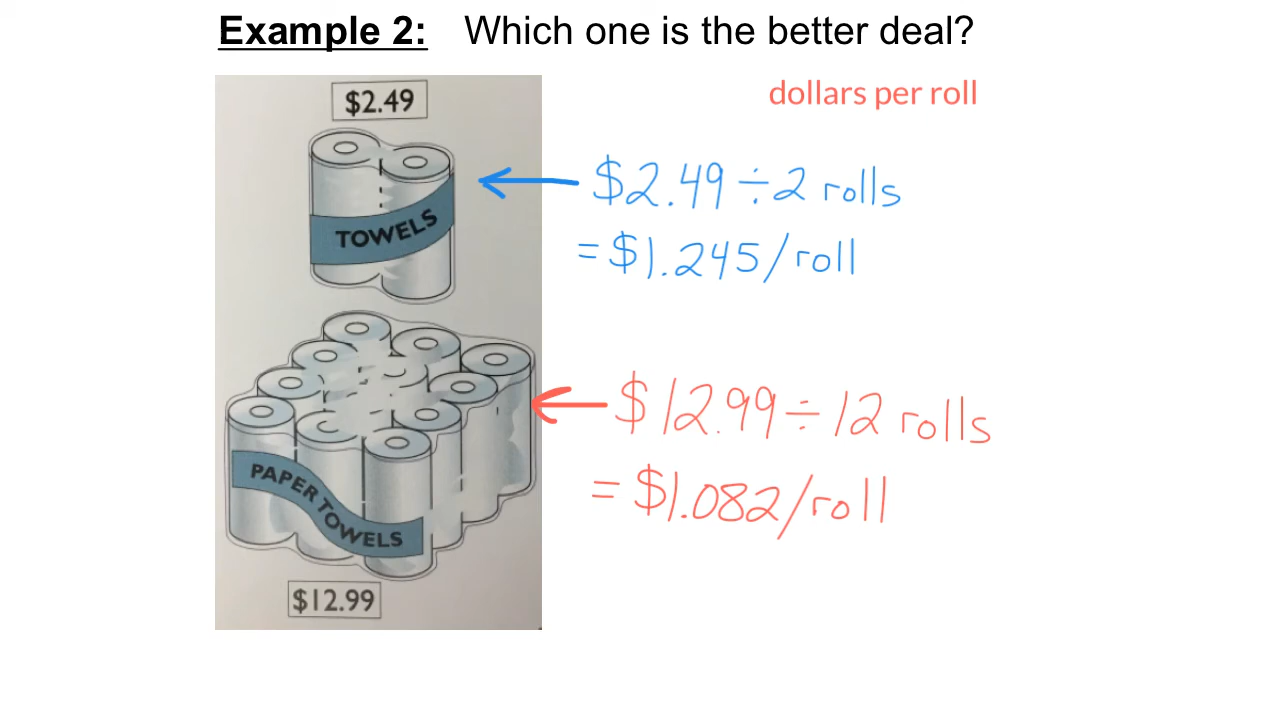 Example 2: Which one is the better deal?
dollars per roll
$2.49
TOWELS
$2.49 ÷ 2 rolls
= $1.245/roll
PAPER TOWELS
$12.99
$12.99 ÷ 12 rolls
= $1.082/roll